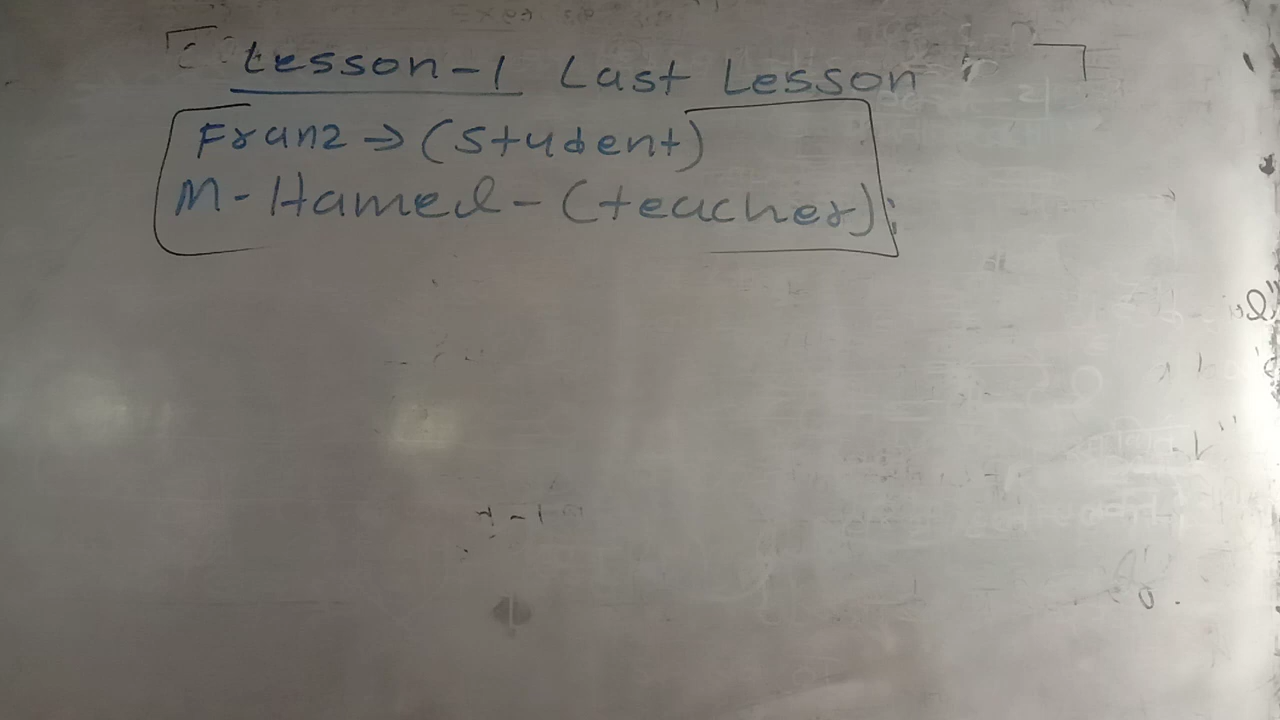 Lesson-1 Last Lesson
Franz → (Student)
M-Hamel - (teacher)